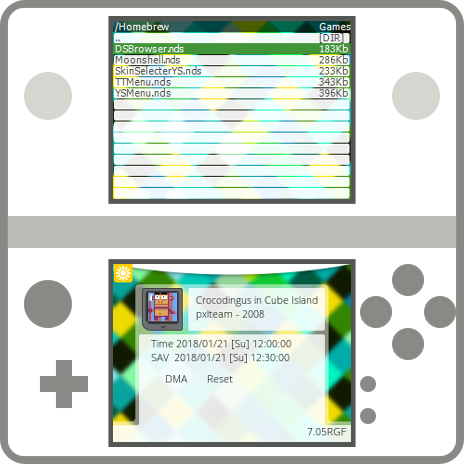 /Homebrew Games
.. [DIR]
DSBrowser.nds 183Kb
Moonshell.nds 286Kb
SkinSelecterYS.nds 233Kb
TTMenu.nds 343Kb
YSMenu.nds 396Kb
Crocodingus in Cube Island
pxlteam - 2008
Time 2018/01/21 [Su] 12:00:00
SAV 2018/01/21 [Su] 12:30:00
DMA Reset
7.05RGF